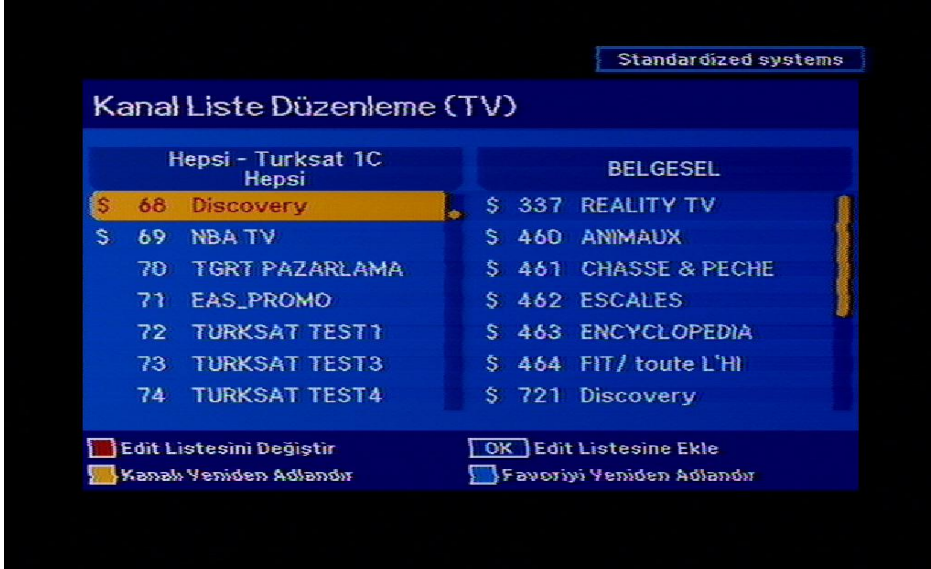 Standardized systems
Kanal Liste Düzenleme (TV)
Hepsi - Turksat 1C
Hepsi
BELGESEL
$ 68 Discovery
$ 69 NBA TV
70 TGRT PAZARLAMA
71 EAS_PROMO
72 TURKSAT TEST1
73 TURKSAT TEST3
74 TURKSAT TEST4
$ 337 REALITY TV
$ 460 ANIMAUX
$ 461 CHASSE & PECHE
$ 462 ESCALES
$ 463 ENCYCLOPEDIA
$ 464 FIT/ toute L'HI
$ 721 Discovery
Edit Listesini Değiştir
OK Edit Listesine Ekle
Kanalı Yeniden Adlandır
Favoriyi Yeniden Adlandır